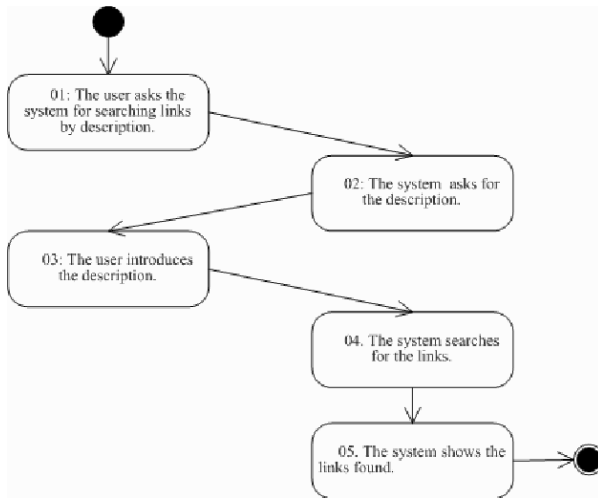 01: The user asks the
system for searching links
by description.
02: The system asks for
the description.
03: The user introduces
the description.
04. The system searches
for the links.
05. The system shows the
links found.